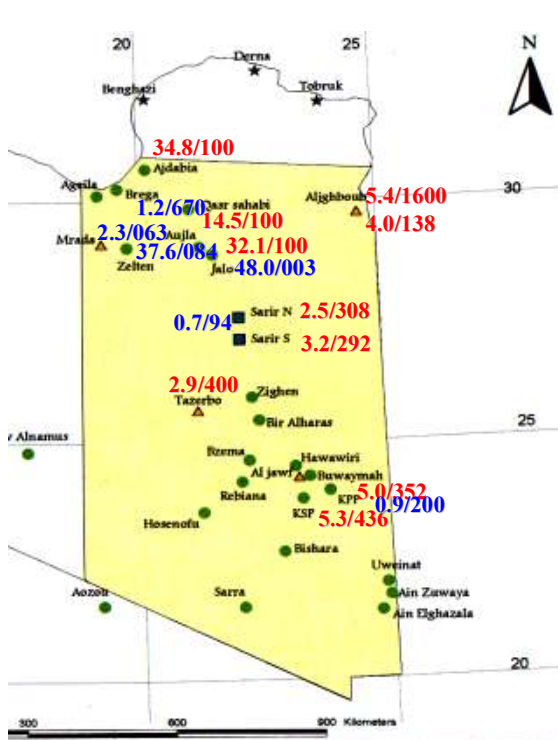 20
25
N
Derna
Benghazi
Tobruk
34.8/100
Ajdabia
Ageila
Brega
30
1.2/670
Qasr sahabi
Aljghboub
5.4/1600
14.5/100
4.0/138
2.3/063
Aujla
Mrada
37.6/084
32.1/100
Zelten
Jalo
48.0/003
Sarir N
2.5/308
0.7/94
Sarir S
3.2/292
2.9/400
Zighen
Tazerbo
Bir Alharas
25
Alnamus
Bzema
Hawawiri
Al jawf
Buwaymah
Rebiana
5.0/352
KPP
0.9/200
KSP
Hosenofu
5.3/436
Bishara
Uweinat
Aozou
Sarra
Ain Zuwaya
Ain Elghazala
20
300
600
900
Kilometers